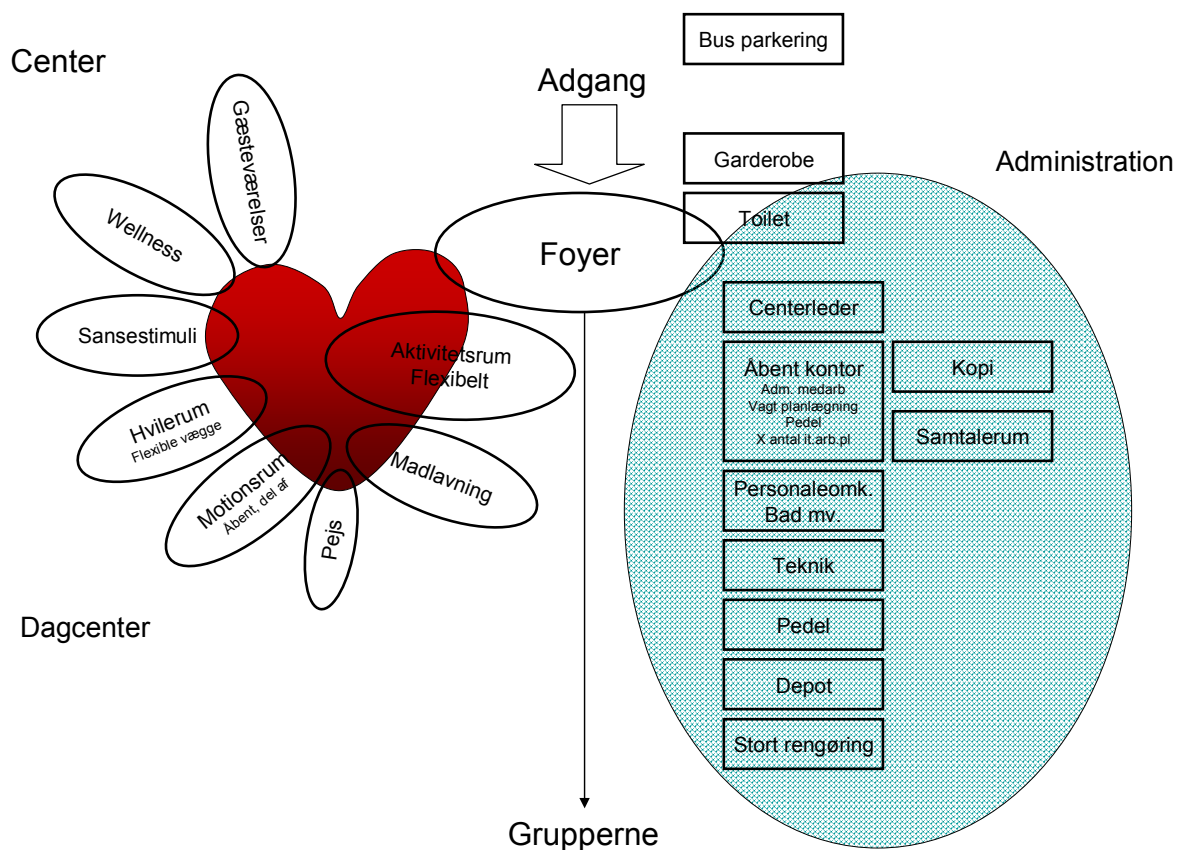 Center
Bus parkering
Adgang
Garderobe
Administration
Toilet
Foyer
Gæsteværelser
Wellness
Sansestimuli
Hvilerum
Flexible vægge
Motionsrum
Åbent, del af
Pejs
Madlavning
Aktivitetsrum
Flexibelt
Centerleder
Åbent kontor
Adm. medarb
Vagt planlægning
Pedel
X antal it.arb.pl
Kopi
Samtalerum
Personaleomk.
Bad mv.
Teknik
Pedel
Depot
Stort rengøring
Dagcenter
Grupperne